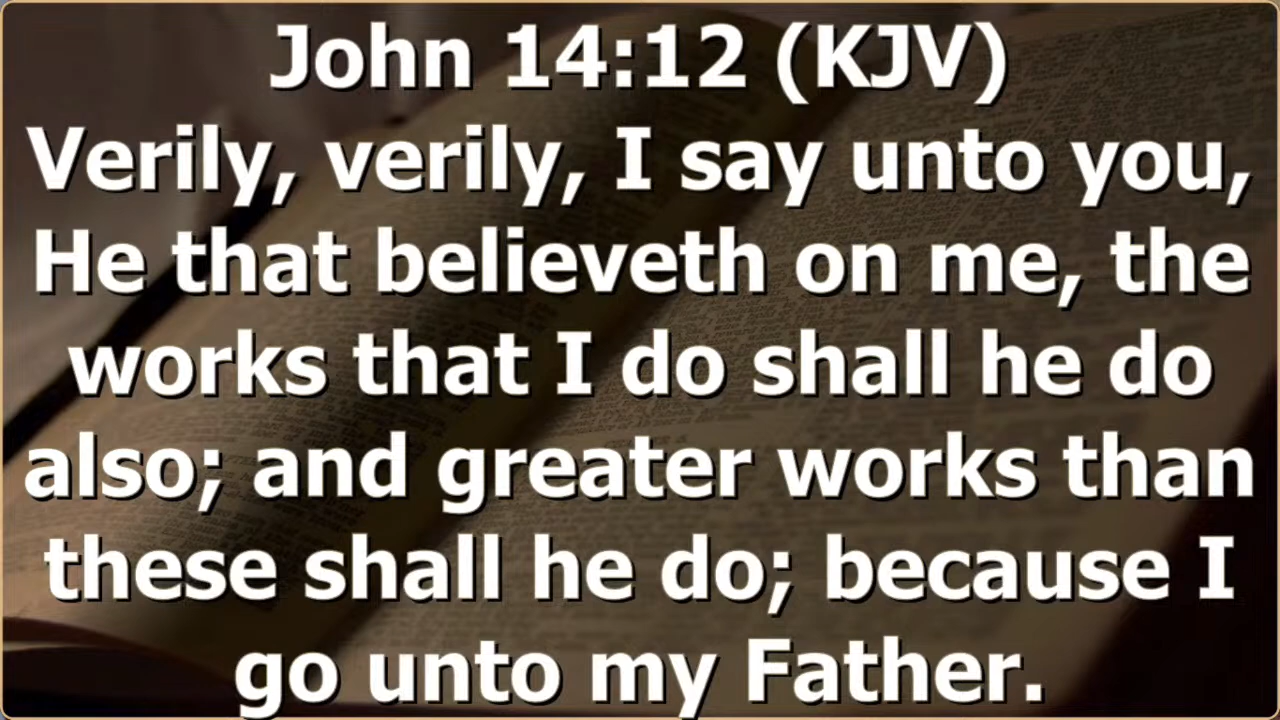 John 14:12 (KJV)
Verily, verily, I say unto you,
He that believeth on me, the
works that I do shall he do
also; and greater works than
these shall he do; because I
go unto my Father.